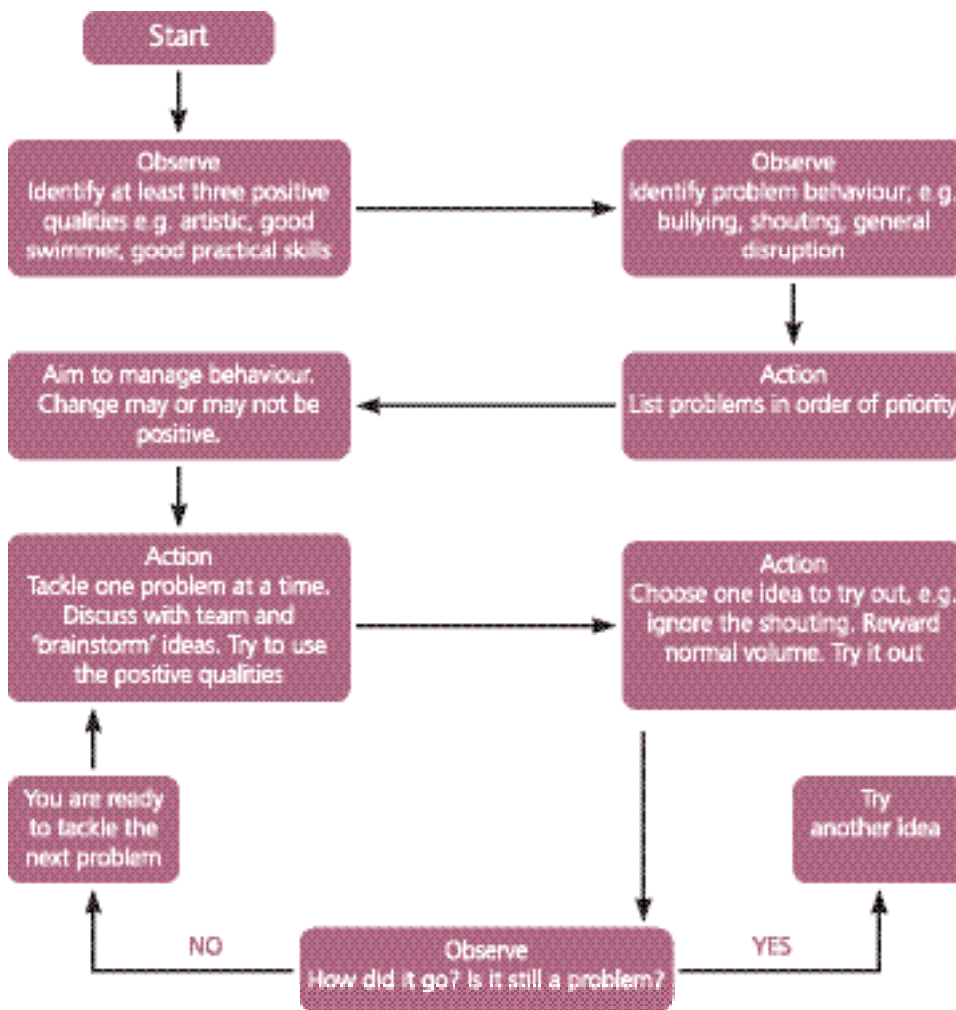 Start
Observe
Identify at least three positive
qualities e.g. artistic, good
swimmer, good practical skills
Observe
Identify problem behaviour, e.g.
bullying, shouting, general
disruption
Action
List problems in order of priority
Aim to manage behaviour.
Change may or may not be
positive.
Action
Tackle one problem at a time.
Discuss with team and
'brainstorm' ideas. Try to use
the positive qualities
Action
Choose one idea to try out, e.g.
ignore the shouting. Reward
normal volume. Try it out
You are ready
to tackle the
next problem
Try
another idea
NO
YES
Observe
How did it go? Is it still a problem?